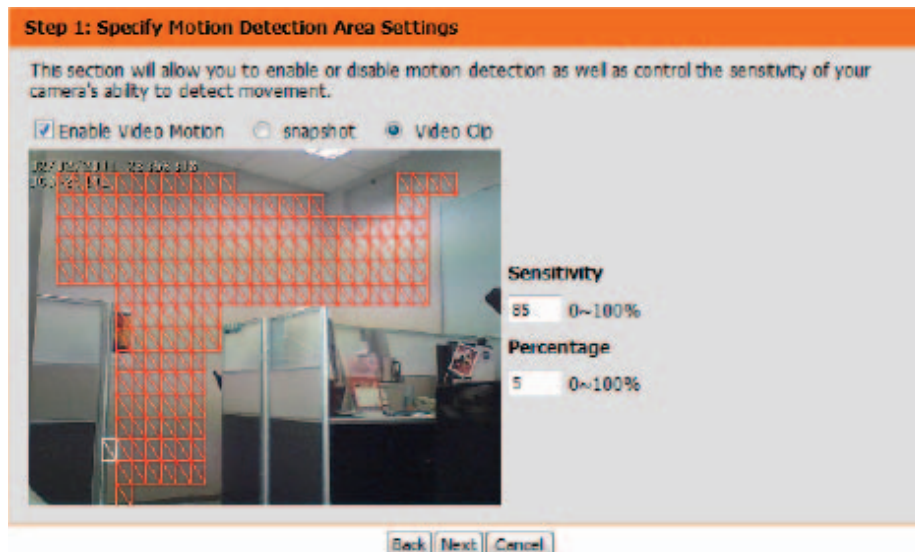 Step 1: Specify Motion Detection Area Settings
This section will allow you to enable or disable motion detection as well as control the sensitivity of your
camera's ability to detect movement.
Enable Video Motion snapshot Video Clip
Sensitivity
85 0~100%
Percentage
5 0~100%
Back Next Cancel